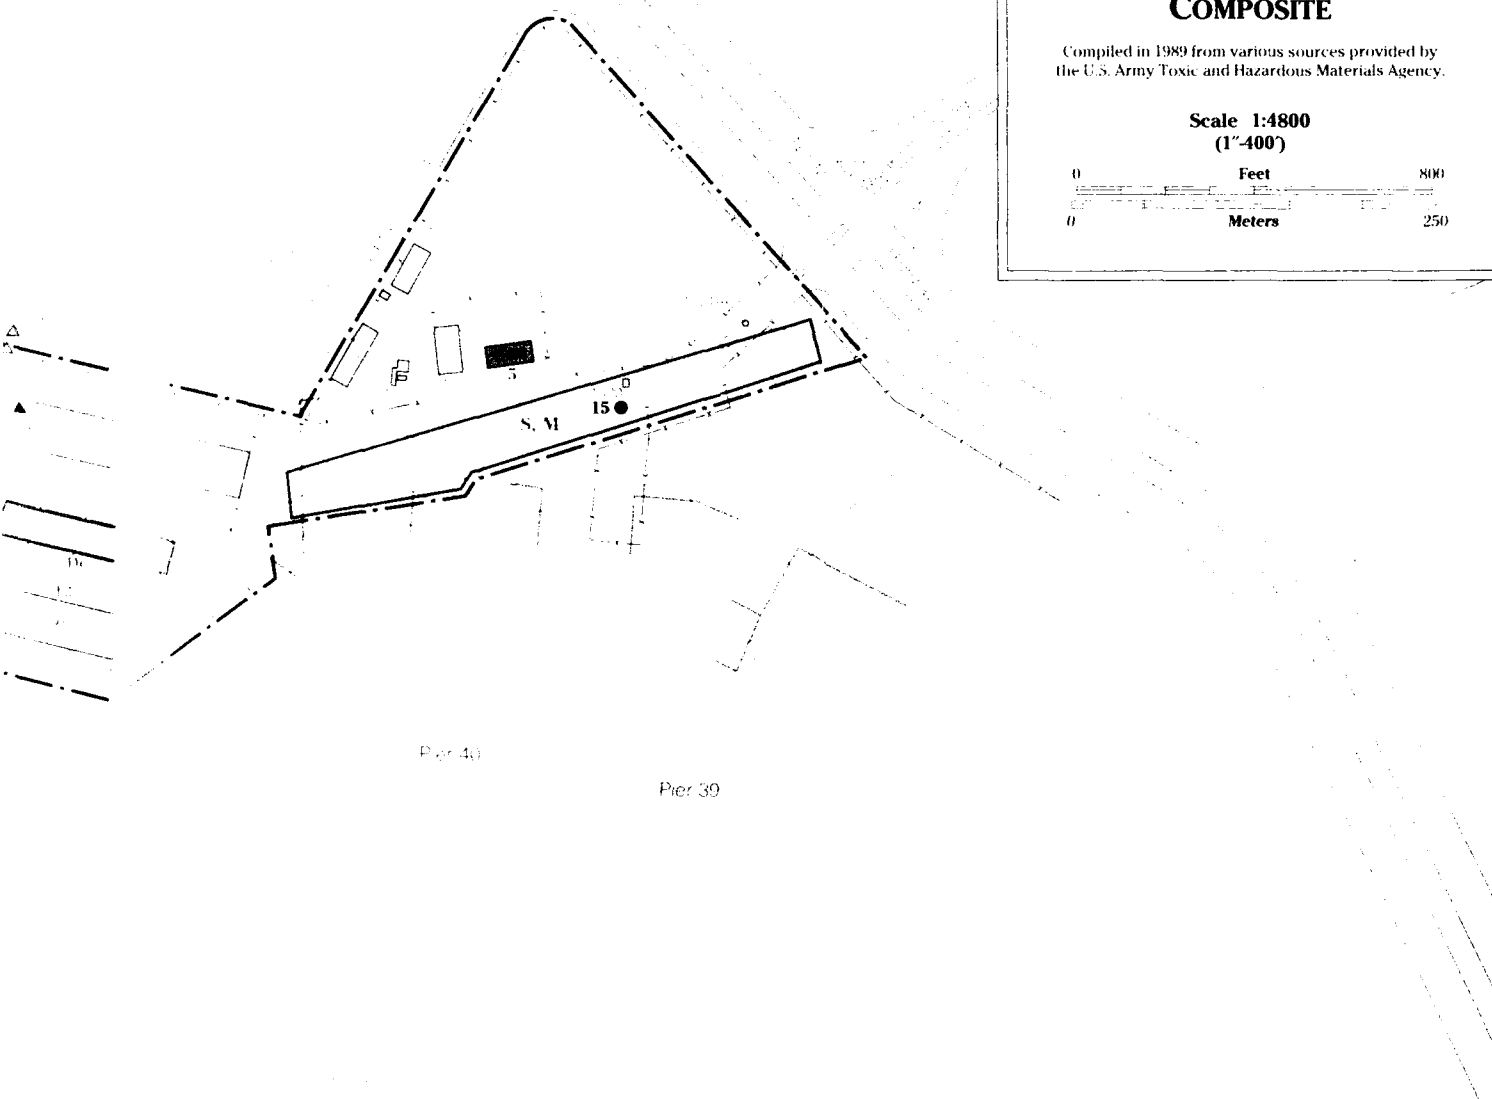 COMPOSITE
Compiled in 1989 from various sources provided by
the U.S. Army Toxic and Hazardous Materials Agency.
Scale 1:4800
(1"-400')
0 Feet 800
0 Meters 250
5
15
S, M
Pier 40
Pier 39